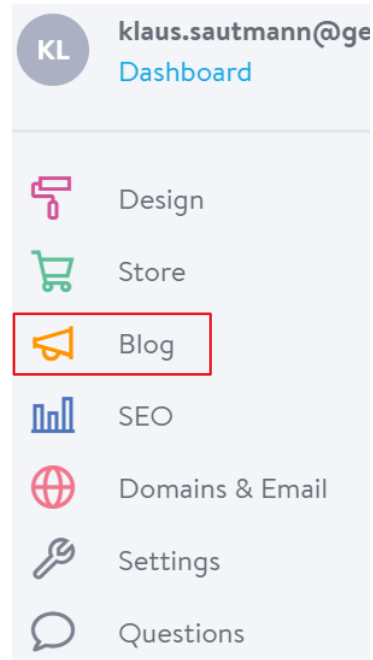 KL
klaus.sautmann@ge
Dashboard
Design
Store
Blog
SEO
Domains & Email
Settings
Questions